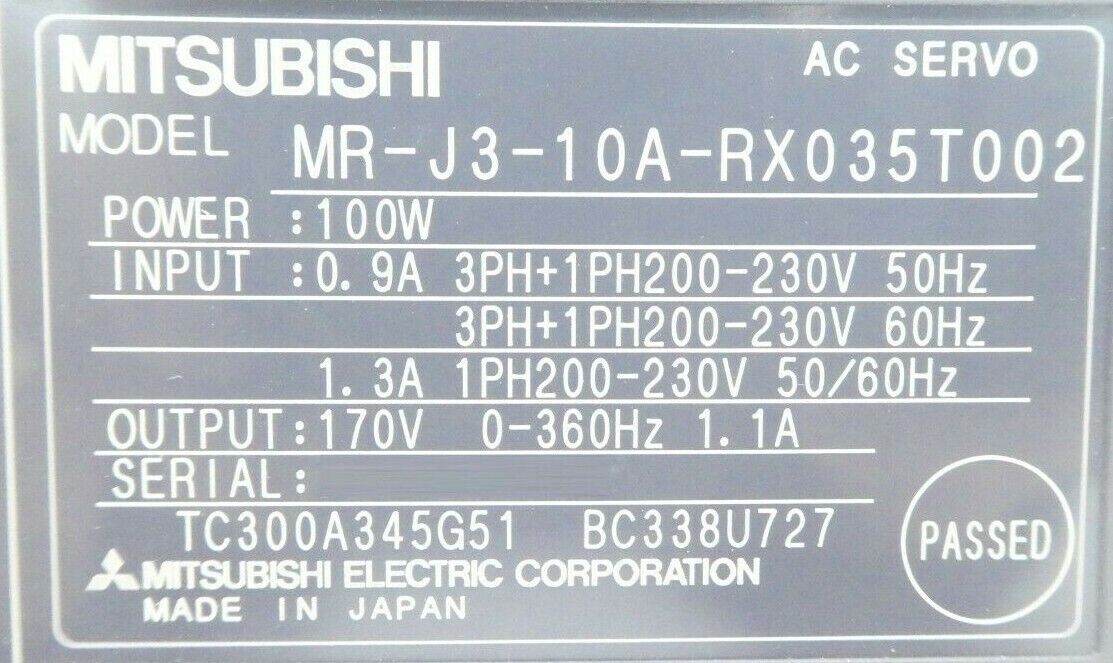 MITSUBISHI AC SERVO
MODEL MR-J3-10A-RX035T002
POWER :100W
INPUT :0.9A 3PH+1PH200-230V 50Hz
3PH+1PH200-230V 60Hz
1.3A 1PH200-230V 50/60Hz
OUTPUT:170V 0-360Hz 1.1A
SERIAL:
TC300A345G51 BC338U727
PASSED
MITSUBISHI ELECTRIC CORPORATION
MADE IN JAPAN